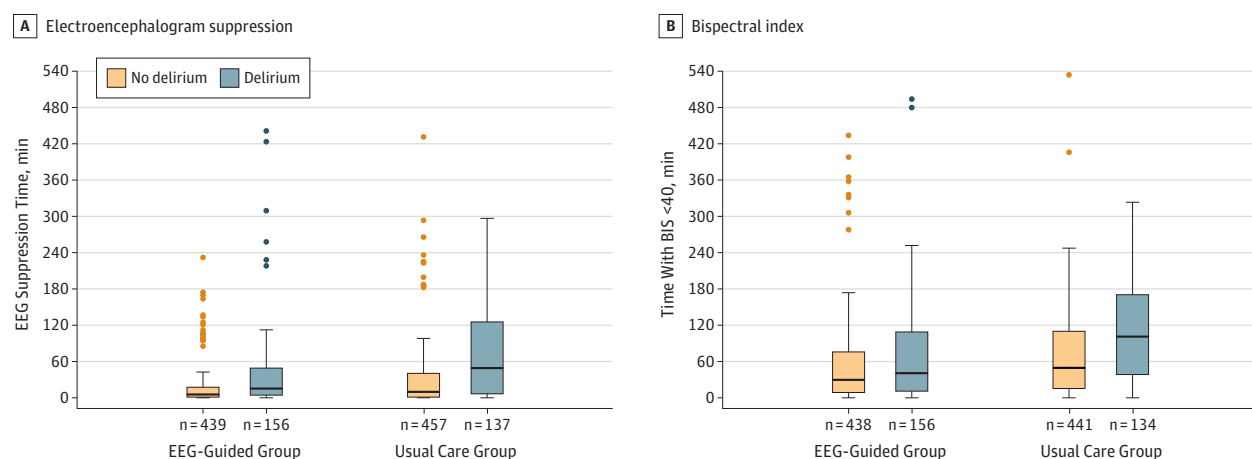 A Electroencephalogram suppression
No delirium Delirium
EEG Suppression Time, min
540
480
420
360
300
240
180
120
60
0
n=439 n=156 n=457 n=137
EEG-Guided Group Usual Care Group
B Bispectral index
Time With BIS <40, min
540
480
420
360
300
240
180
120
60
0
n=438 n=156 n=441 n=134
EEG-Guided Group Usual Care Group